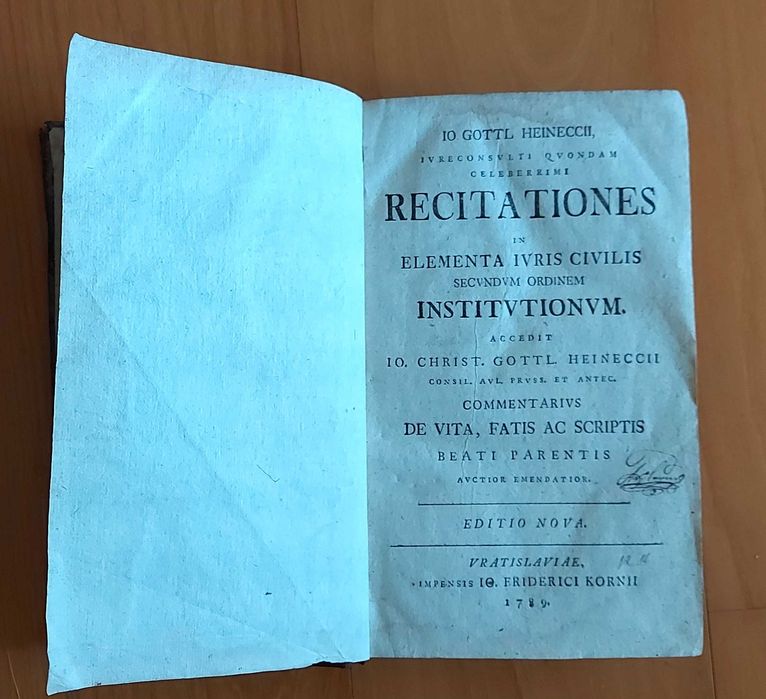 IO GOTTL HEINECCII,
IVRECONSVLTI QVONDAM
CELEBERRIMI
RECITATIONES
IN
ELEMENTA IVRIS CIVILIS
SECVNDVM ORDINEM
INSTITVTIONVM.
ACCEDIT
IO. CHRIST. GOTTL. HEINECCII
CONSIL. AVL. PRVSS. ET ANTEC.
COMMENTARIVS
DE VITA, FATIS AC SCRIPTIS
BEATI PARENTIS
AVCTIOR EMENDATIOR.
EDITIO NOVA.
VRATISLAVIAE,
IMPENSIS IO. FRIDERICI KORNII
1789.